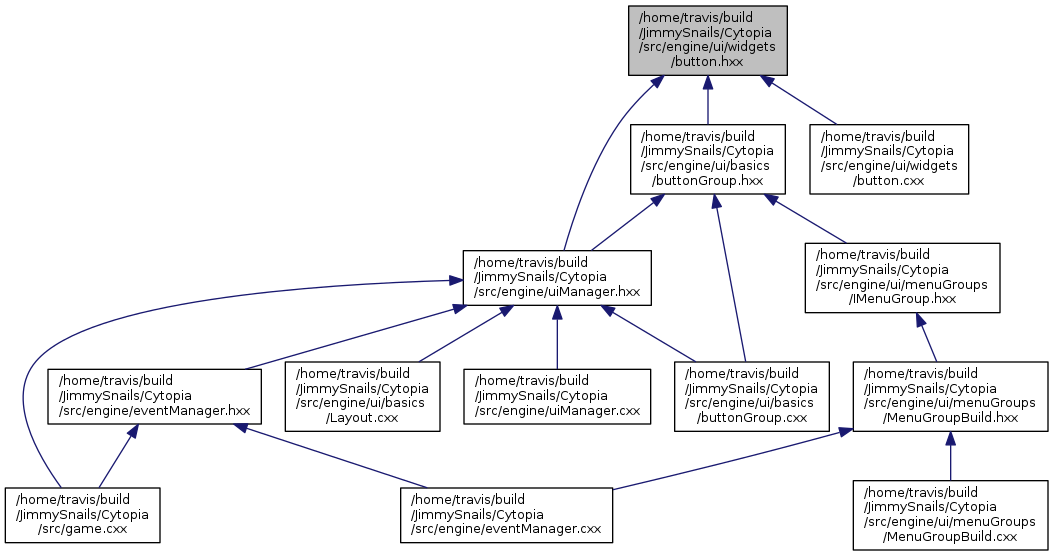 /home/travis/build
/JimmySnails/Cytopia
/src/engine/ui/widgets
/button.hxx
/home/travis/build
/JimmySnails/Cytopia
/src/engine/ui/basics
/buttonGroup.hxx
/home/travis/build
/JimmySnails/Cytopia
/src/engine/ui/widgets
/button.cxx
/home/travis/build
/JimmySnails/Cytopia
/src/engine/uiManager.hxx
/home/travis/build
/JimmySnails/Cytopia
/src/engine/ui/menuGroups
/IMenuGroup.hxx
/home/travis/build
/JimmySnails/Cytopia
/src/engine/eventManager.hxx
/home/travis/build
/JimmySnails/Cytopia
/src/engine/ui/basics
/Layout.cxx
/home/travis/build
/JimmySnails/Cytopia
/src/engine/uiManager.cxx
/home/travis/build
/JimmySnails/Cytopia
/src/engine/ui/basics
/buttonGroup.cxx
/home/travis/build
/JimmySnails/Cytopia
/src/engine/ui/menuGroups
/MenuGroupBuild.hxx
/home/travis/build
/JimmySnails/Cytopia
/src/game.cxx
/home/travis/build
/JimmySnails/Cytopia
/src/engine/eventManager.cxx
/home/travis/build
/JimmySnails/Cytopia
/src/engine/ui/menuGroups
/MenuGroupBuild.cxx